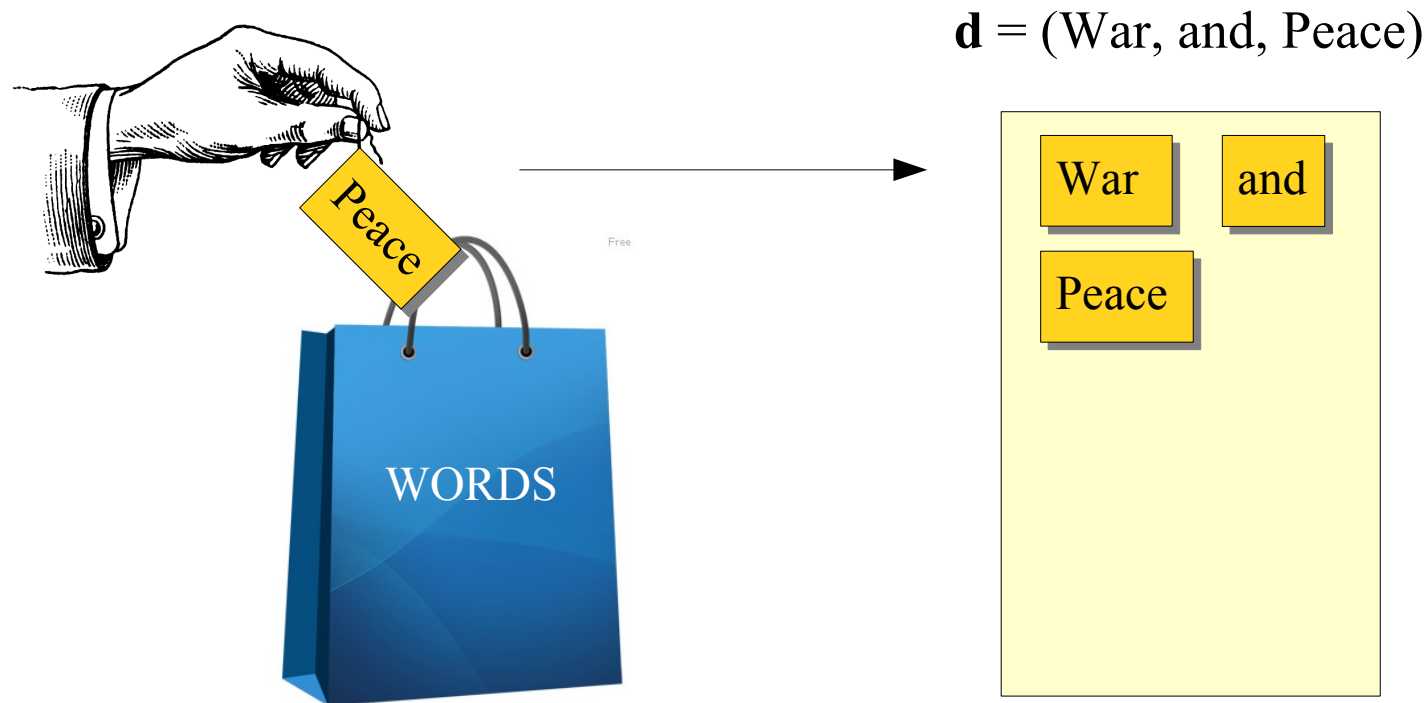 d = (War, and, Peace)
War and
Peace
Peace
Free
WORDS